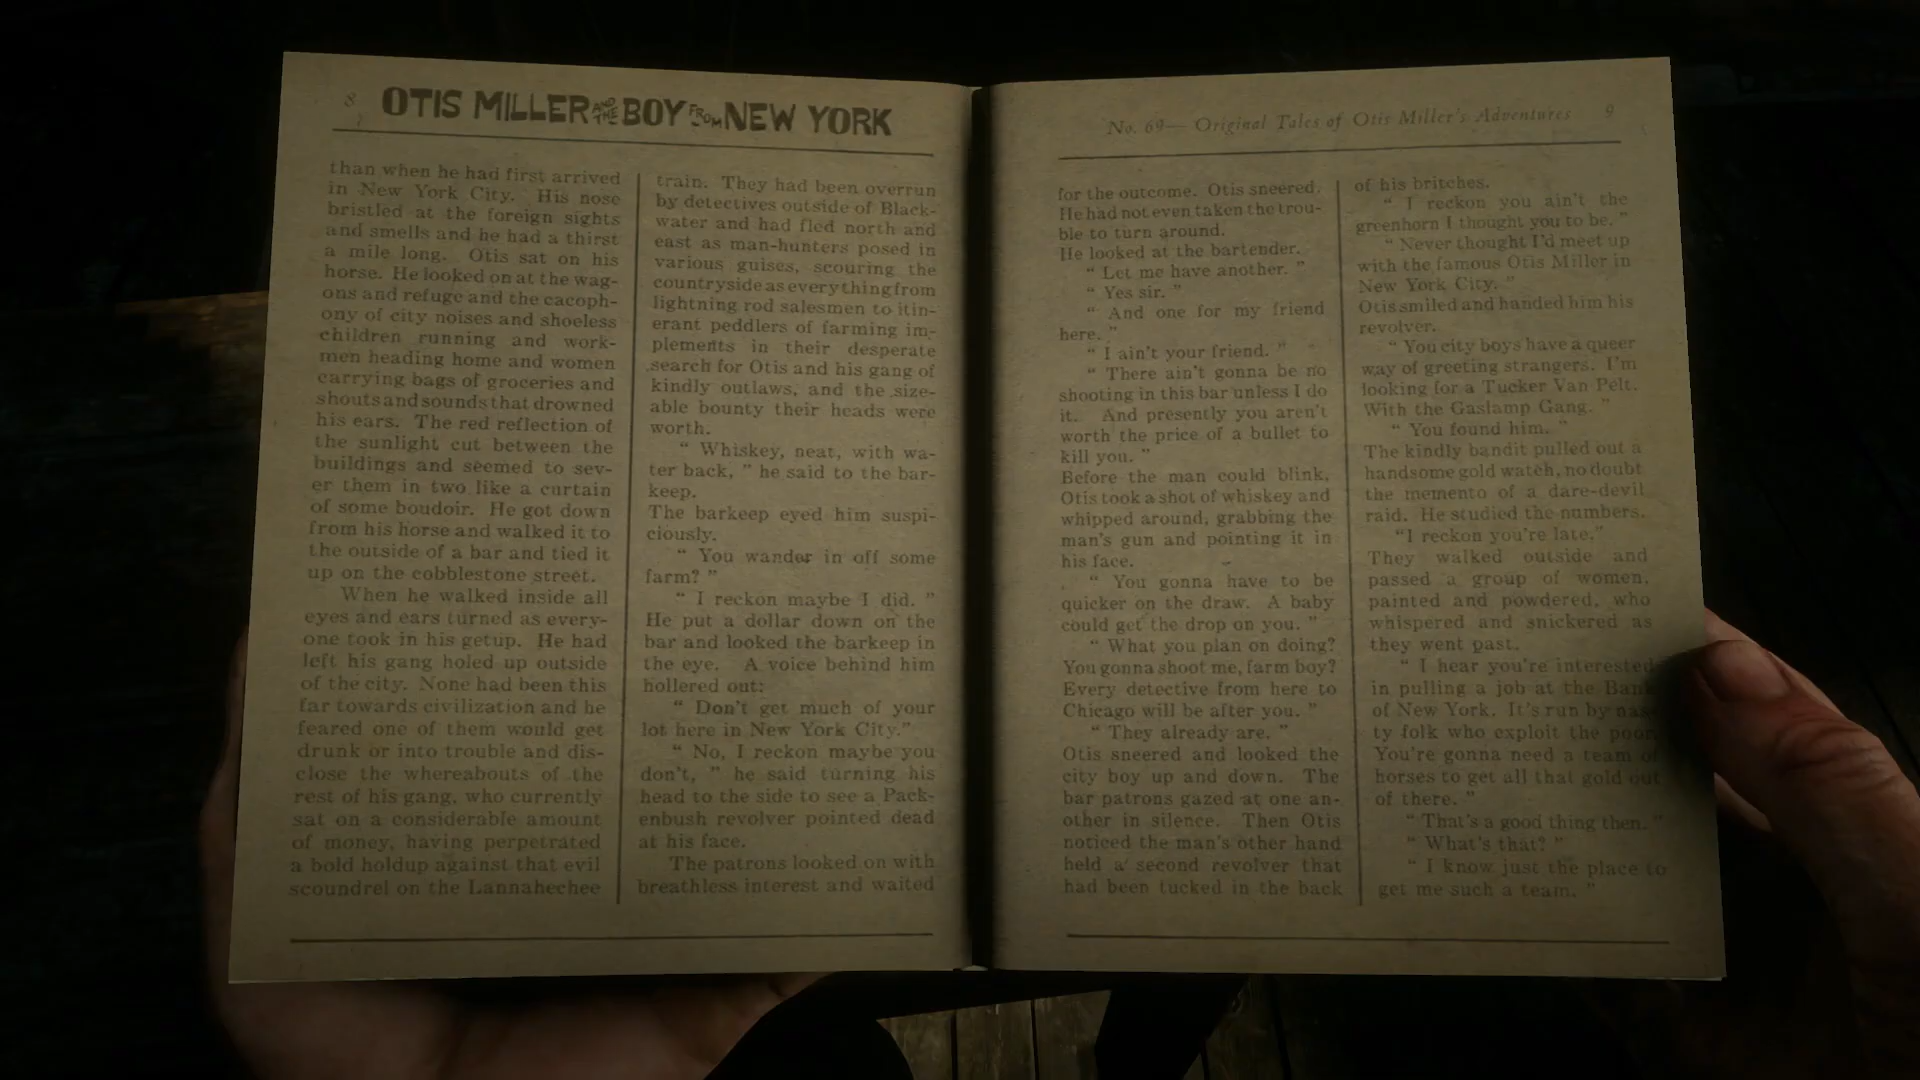 8
OTIS MILLER AND THE BOY FROM NEW YORK
than when he had first arrived
in New York City. His nose
bristled at the foreign sights
and smells and he had a thirst
a mile long. Otis sat on his
horse. He looked on at the wag-
ons and refuge and the cacoph-
ony of city noises and shoeless
children running and work-
men heading home and women
carrying bags of groceries and
shouts and sounds that drowned
his ears. The red reflection of
the sunlight cut between the
buildings and seemed to sev-
er them in two like a curtain
of some boudoir. He got down
from his horse and walked it to
the outside of a bar and tied it
up on the cobblestone street.
When he walked inside all
eyes and ears turned as every-
one took in his getup. He had
left his gang holed up outside
of the city. None had been this
far towards civilization and he
feared one of them would get
drunk or into trouble and dis-
close the whereabouts of the
rest of his gang, who currently
sat on a considerable amount
of money, having perpetrated
a bold holdup against that evil
scoundrel on the Lannahechee
train. They had been overrun
by detectives outside of Black-
water and had fled north and
east as man-hunters posed in
various guises, scouring the
countryside as everything from
lightning rod salesmen to itin-
erant peddlers of farming im-
plements in their desperate
search for Otis and his gang of
kindly outlaws, and the size-
able bounty their heads were
worth.
" Whiskey, neat, with wa-
ter back, " he said to the bar-
keep.
The barkeep eyed him suspi-
ciously.
" You wander in off some
farm? "
" I reckon maybe I did. "
He put a dollar down on the
bar and looked the barkeep in
the eye. A voice behind him
hollered out:
" Don't get much of your
lot here in New York City."
" No, I reckon maybe you
don't, " he said turning his
head to the side to see a Pack-
enbush revolver pointed dead
at his face.
The patrons looked on with
breathless interest and waited
No. 69— Original Tales of Otis Miller's Adventures 9
for the outcome. Otis sneered.
He had not even taken the trou-
ble to turn around.
He looked at the bartender.
" Let me have another. "
" Yes sir. "
" And one for my friend
here. "
" I ain't your friend. "
" There ain't gonna be no
shooting in this bar unless I do
it. And presently you aren't
worth the price of a bullet to
kill you. "
Before the man could blink,
Otis took a shot of whiskey and
whipped around, grabbing the
man's gun and pointing it in
his face.
" You gonna have to be
quicker on the draw. A baby
could get the drop on you. "
" What you plan on doing?
You gonna shoot me, farm boy?
Every detective from here to
Chicago will be after you. "
" They already are. "
Otis sneered and looked the
city boy up and down. The
bar patrons gazed at one an-
other in silence. Then Otis
noticed the man's other hand
held a second revolver that
had been tucked in the back
of his britches.
" I reckon you ain't the
greenhorn I thought you to be. "
" Never thought I'd meet up
with the famous Otis Miller in
New York City. "
Otis smiled and handed him his
revolver.
" You city boys have a queer
way of greeting strangers. I'm
looking for a Tucker Van Pelt.
With the Gaslamp Gang. "
" You found him. "
The kindly bandit pulled out a
handsome gold watch, no doubt
the memento of a dare-devil
raid. He studied the numbers.
"I reckon you're late."
They walked outside and
passed a group of women,
painted and powdered, who
whispered and snickered as
they went past.
" I hear you're interested
in pulling a job at the Bank
of New York. It's run by nas-
ty folk who exploit the poor.
You're gonna need a team of
horses to get all that gold out
of there. "
" That's a good thing then. "
" What's that? "
" I know just the place to
get me such a team. "